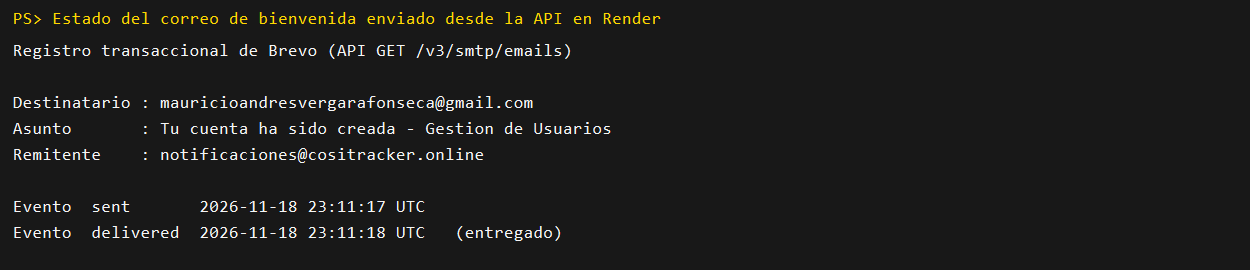 PS> Estado del correo de bienvenida enviado desde la API en Render
Registro transaccional de Brevo (API GET /v3/smtp/emails)
Destinatario : mauricioandresvergarafonseca@gmail.com
Asunto       : Tu cuenta ha sido creada - Gestion de Usuarios
Remitente    : notificaciones@cositracker.online
Evento  sent       2026-11-18 23:11:17 UTC
Evento  delivered  2026-11-18 23:11:18 UTC   (entregado)